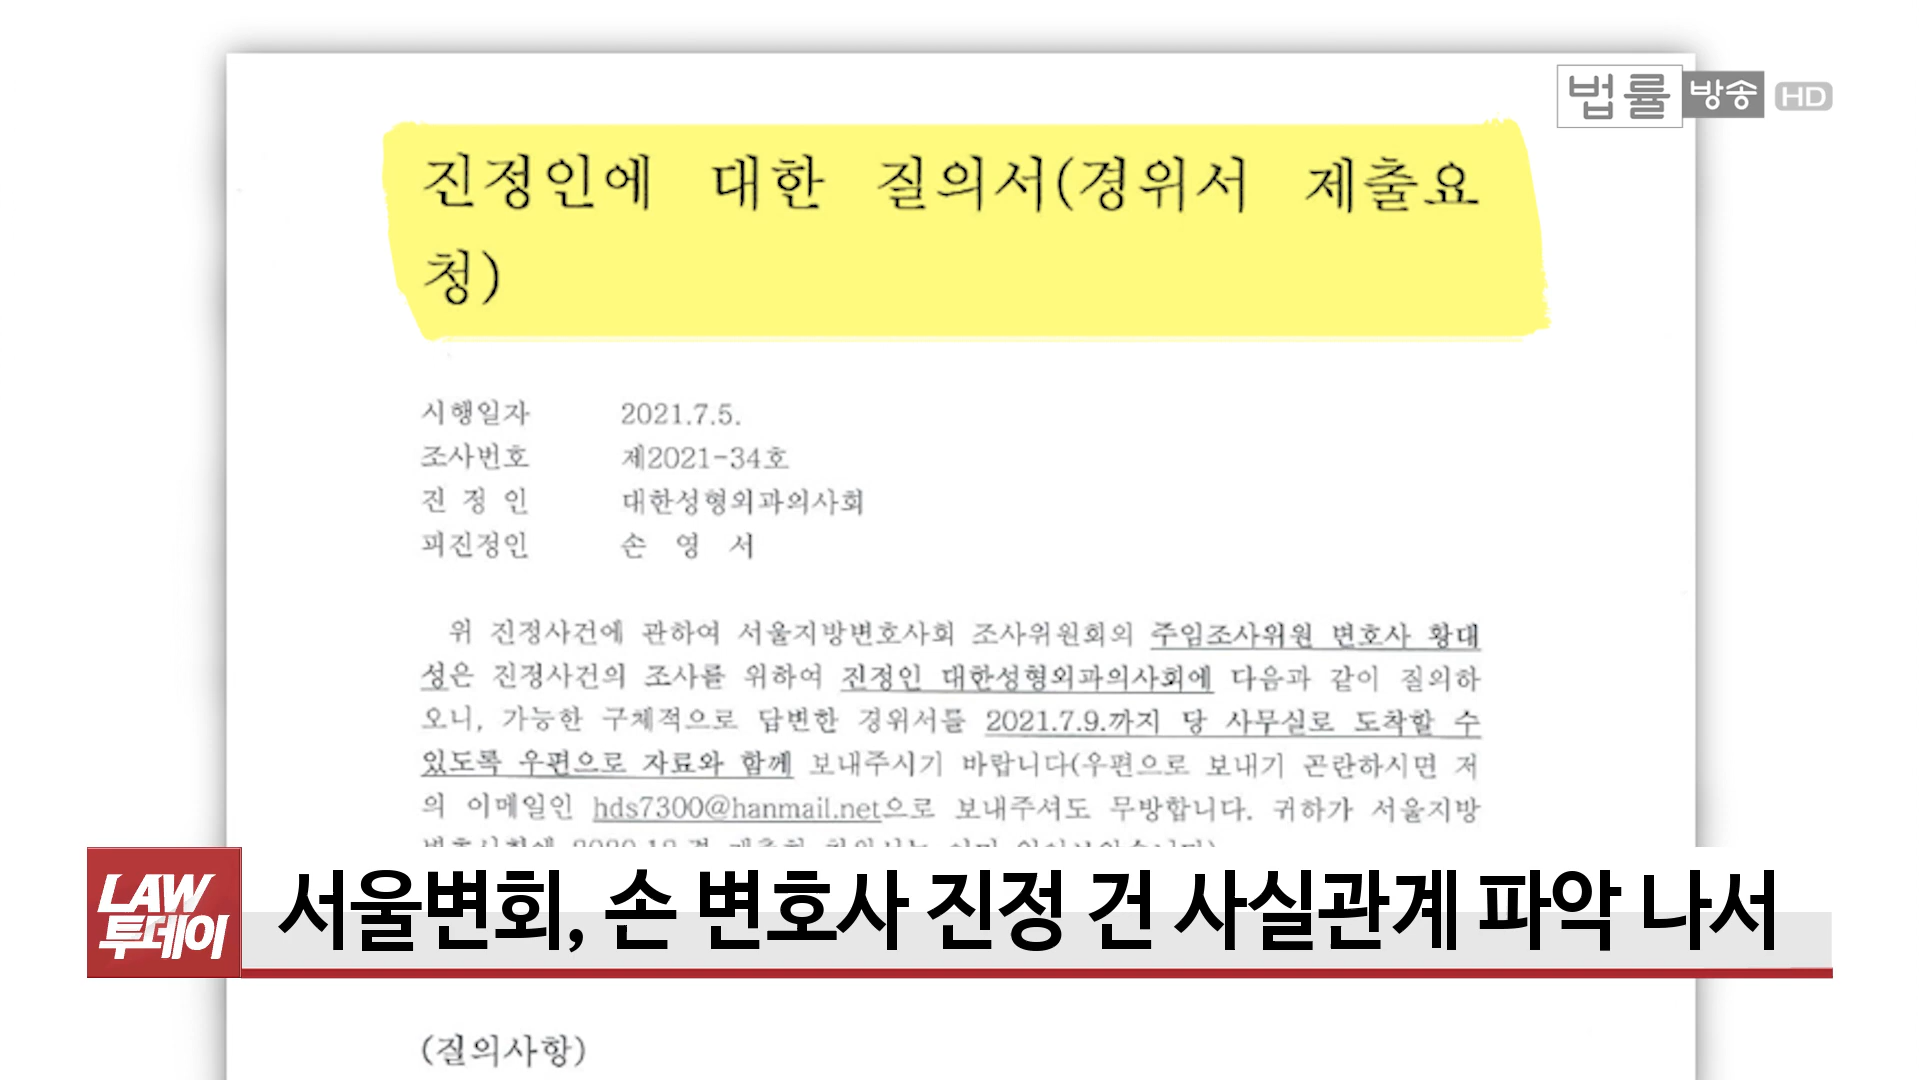 법률 방송 HD
진정인에 대한 질의서(경위서 제출요
청)
시행일자 2021.7.5.
조사번호 제2021-34호
진 정 인 대한성형외과의사회
피진정인 손 영 서
위 진정사건에 관하여 서울지방변호사회 조사위원회의 주임조사위원 변호사 황대
성은 진정사건의 조사를 위하여 진정인 대한성형외과의사회에 다음과 같이 질의하
오니, 가능한 구체적으로 답변한 경위서를 2021.7.9.까지 당 사무실로 도착할 수
있도록 우편으로 자료와 함께 보내주시기 바랍니다(우편으로 보내기 곤란하시면 저
의 이메일인 hds7300@hanmail.net으로 보내주셔도 무방합니다. 귀하가 서울지방
LAW
투데이
서울변회, 손 변호사 진정 건 사실관계 파악 나서
(질의사항)